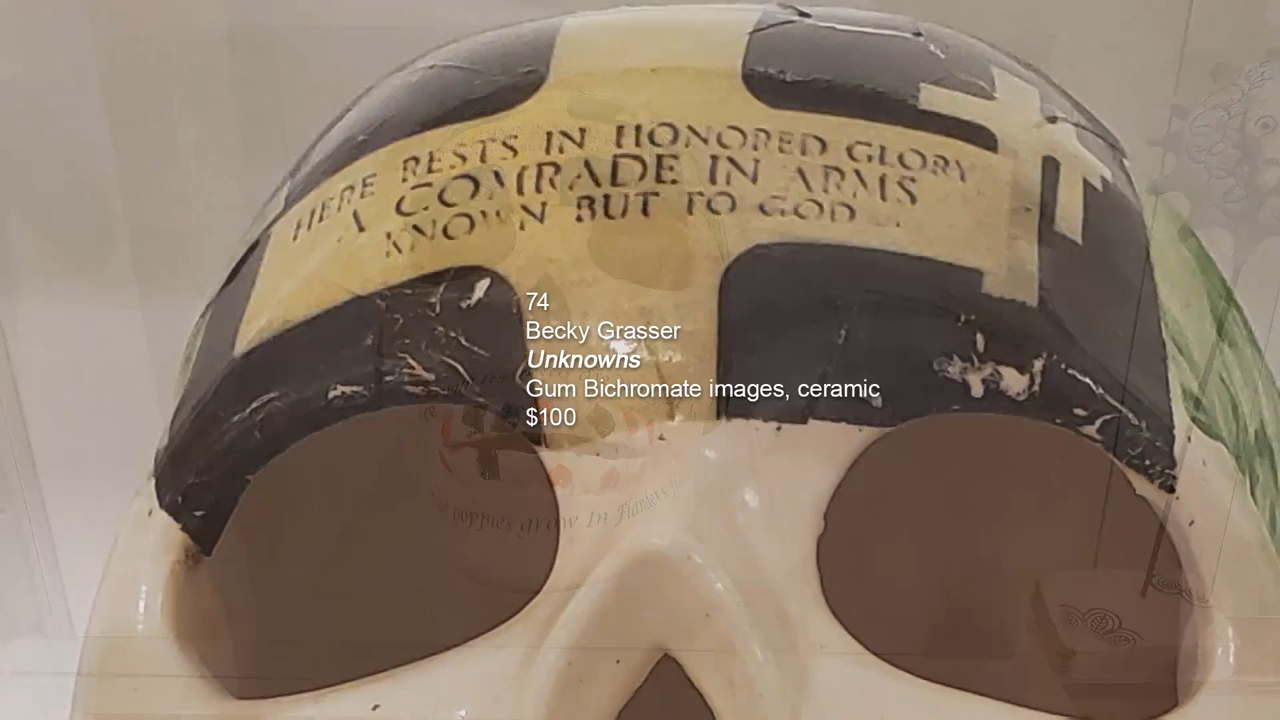 HERE RESTS IN HONORED GLORY
A COMRADE IN ARMS
KNOWN BUT TO GOD
74
Becky Grasser
Unknowns
Gum Bichromate images, ceramic
$100
poppies grow In Flanders